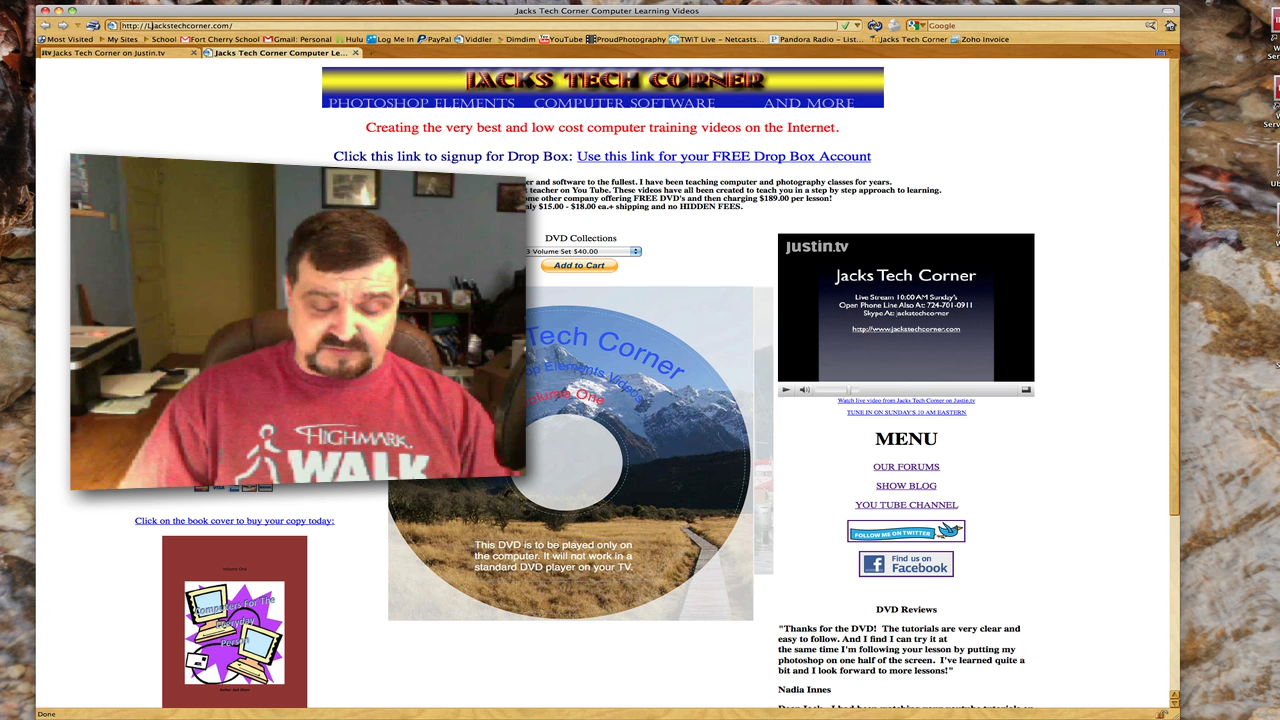 Jacks Tech Corner Computer Learning Videos
http://Ljackstechcorner.com/
Google
Most Visited
My Sites
School
Fort Cherry School
Gmail: Personal
Hulu
Log Me In
PayPal
Viddler
Dimdim
YouTube
ProudPhotography
TWiT Live – Netcasts...
Pandora Radio – List...
Jacks Tech Corner
Zoho Invoice
Jacks Tech Corner on Justin.tv
Jacks Tech Corner Computer Le...
JACKS TECH CORNER
PHOTOSHOP ELEMENTS COMPUTER SOFTWARE AND MORE
Creating the very best and low cost computer training videos on the Internet.
Click this link to signup for Drop Box: Use this link for your FREE Drop Box Account
er and software to the fullest. I have been teaching computer and photography classes for years.
t teacher on You Tube. These videos have all been created to teach you in a step by step approach to learning.
ome other company offering FREE DVD's and then charging $189.00 per lesson!
ly $15.00 - $18.00 ea.+ shipping and no HIDDEN FEES.
DVD Collections
3 Volume Set $40.00
Add to Cart
Tech Corner
op Elements Videos
olume One
This DVD is to be played only on
the computer. It will not work in a
standard DVD player on your TV.
HIGHMARK.
WALK
VISA
Click on the book cover to buy your copy today:
Volume One
Computers For The
Everyday
Person
justin.tv
Jacks Tech Corner
Live Stream 10:00 AM Sunday's
Open Phone Line Also At: 724-701-0911
Skype At: jackstechcorner
http://www.jackstechcorner.com
Watch live video from Jacks Tech Corner on Justin.tv
TUNE IN ON SUNDAY'S 10 AM EASTERN
MENU
OUR FORUMS
SHOW BLOG
YOU TUBE CHANNEL
FOLLOW ME ON TWITTER
Find us on
Facebook
DVD Reviews
"Thanks for the DVD! The tutorials are very clear and
easy to follow. And I find I can try it at
the same time I'm following your lesson by putting my
photoshop on one half of the screen. I've learned quite a
bit and I look forward to more lessons!"
Nadia Innes
Done